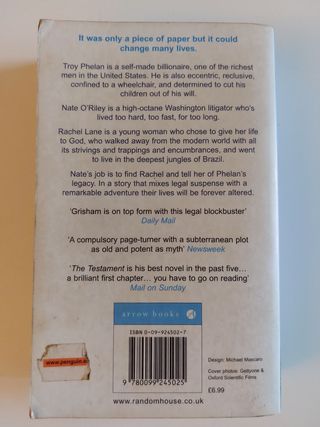 It was only a piece of paper but it could
change many lives.
Troy Phelan is a self-made billionaire, one of the richest
men in the United States. He is also eccentric, reclusive,
confined to a wheelchair, and determined to cut his
children out of his will.
Nate O'Riley is a high-octane Washington litigator who's
lived too hard, too fast, for too long.
Rachel Lane is a young woman who chose to give her life
to God, who walked away from the modern world with all
its strivings and trappings and encumbrances, and went
to live in the deepest jungles of Brazil.
Nate's job is to find Rachel and tell her of Phelan's
legacy. In a story that mixes legal suspense with a
remarkable adventure their lives will be forever altered.
'Grisham is on top form with this legal blockbuster'
Daily Mail
'A compulsory page-turner with a subterranean plot
as old and potent as myth' Newsweek
'The Testament is his best novel in the past five...
a brilliant first chapter... you have to go on reading'
Mail on Sunday
arrow books
ISBN 0-09-924502-7
9 780099 245025
www.penguin.
www.randomhouse.co.uk
Design: Michael Mascaro
Cover photos: Gettyone &
Oxford Scientific Films
£6.99